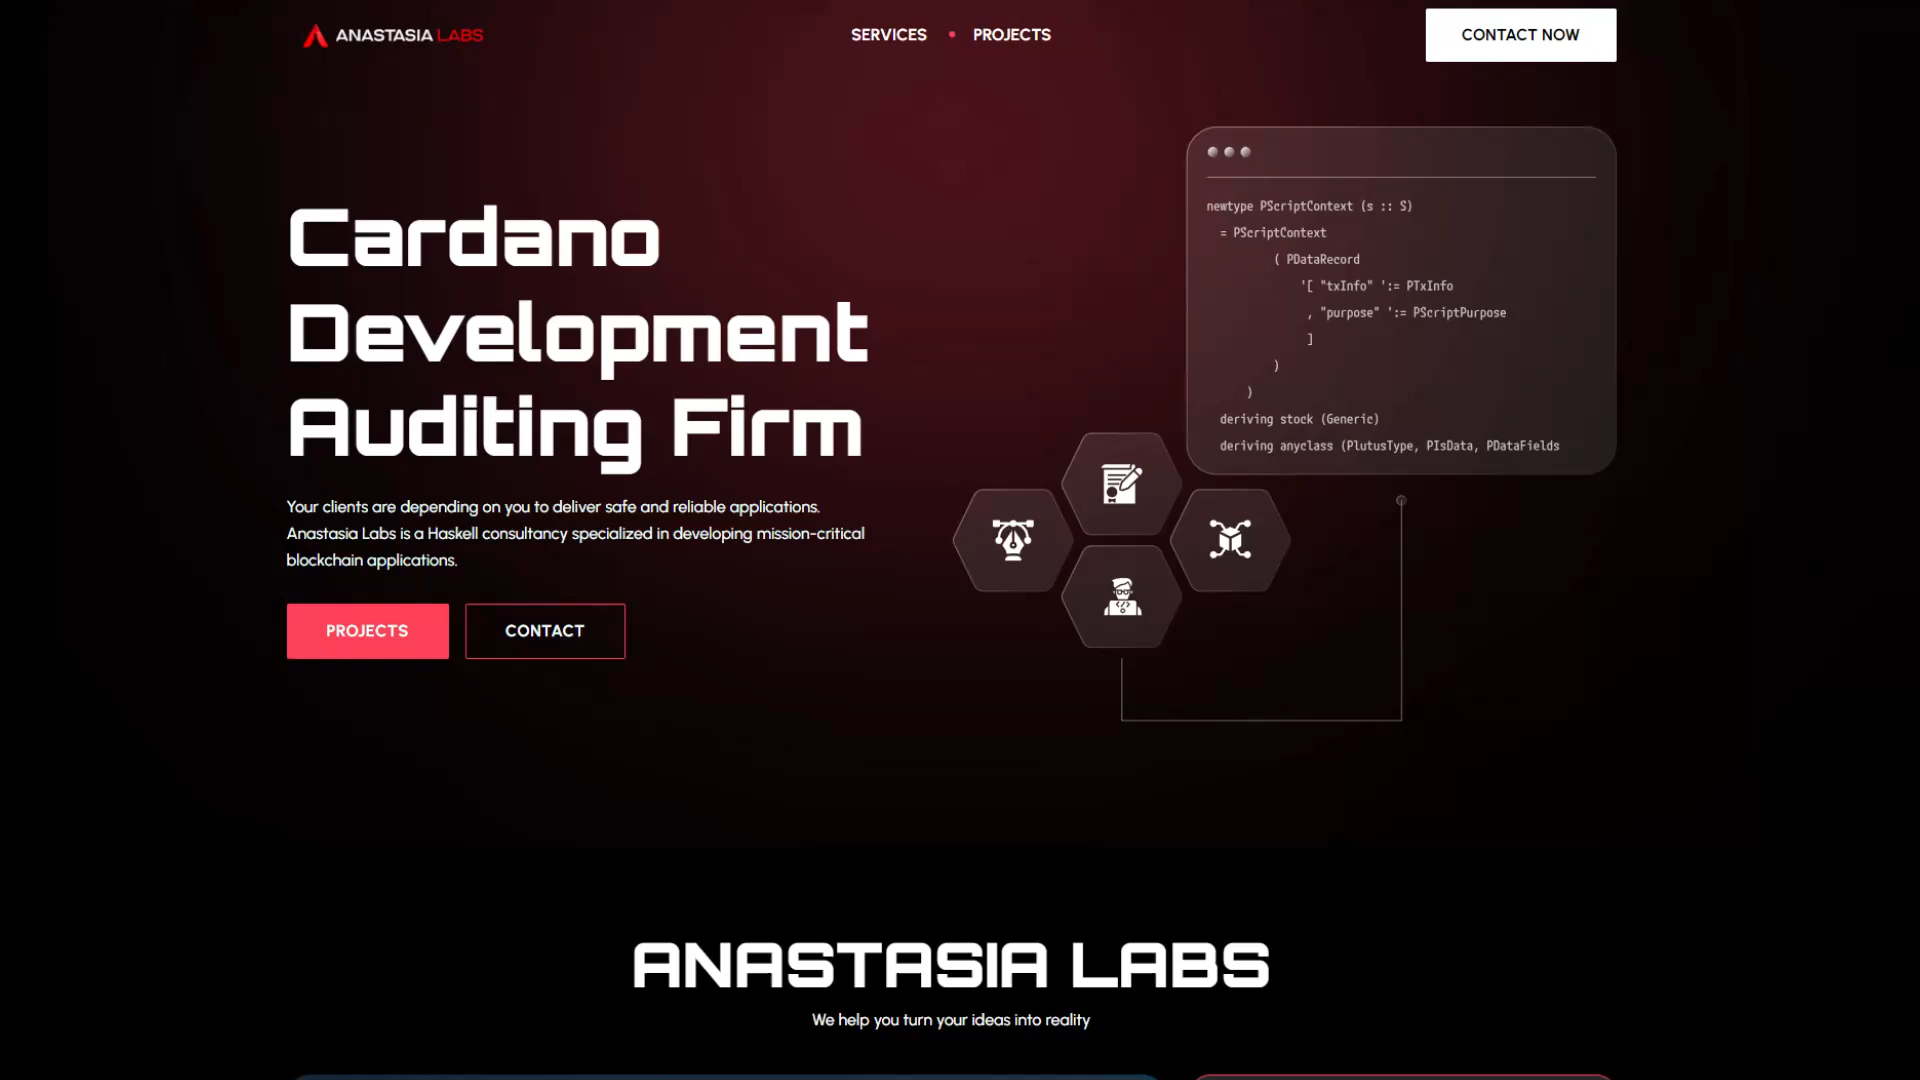 ANASTASIA LABS
SERVICES • PROJECTS
CONTACT NOW
Cardano
Development
Auditing Firm
Your clients are depending on you to deliver safe and reliable applications.
Anastasia Labs is a Haskell consultancy specialized in developing mission-critical
blockchain applications.
PROJECTS
CONTACT
newtype PScriptContext (s :: S)
= PScriptContext
( PDataRecord
'[ "txInfo" ':= PTxInfo
, "purpose" ':= PScriptPurpose
]
)
)
deriving stock (Generic)
deriving anyclass (PlutusType, PIsData, PDataFields
ANASTASIA LABS
We help you turn your ideas into reality